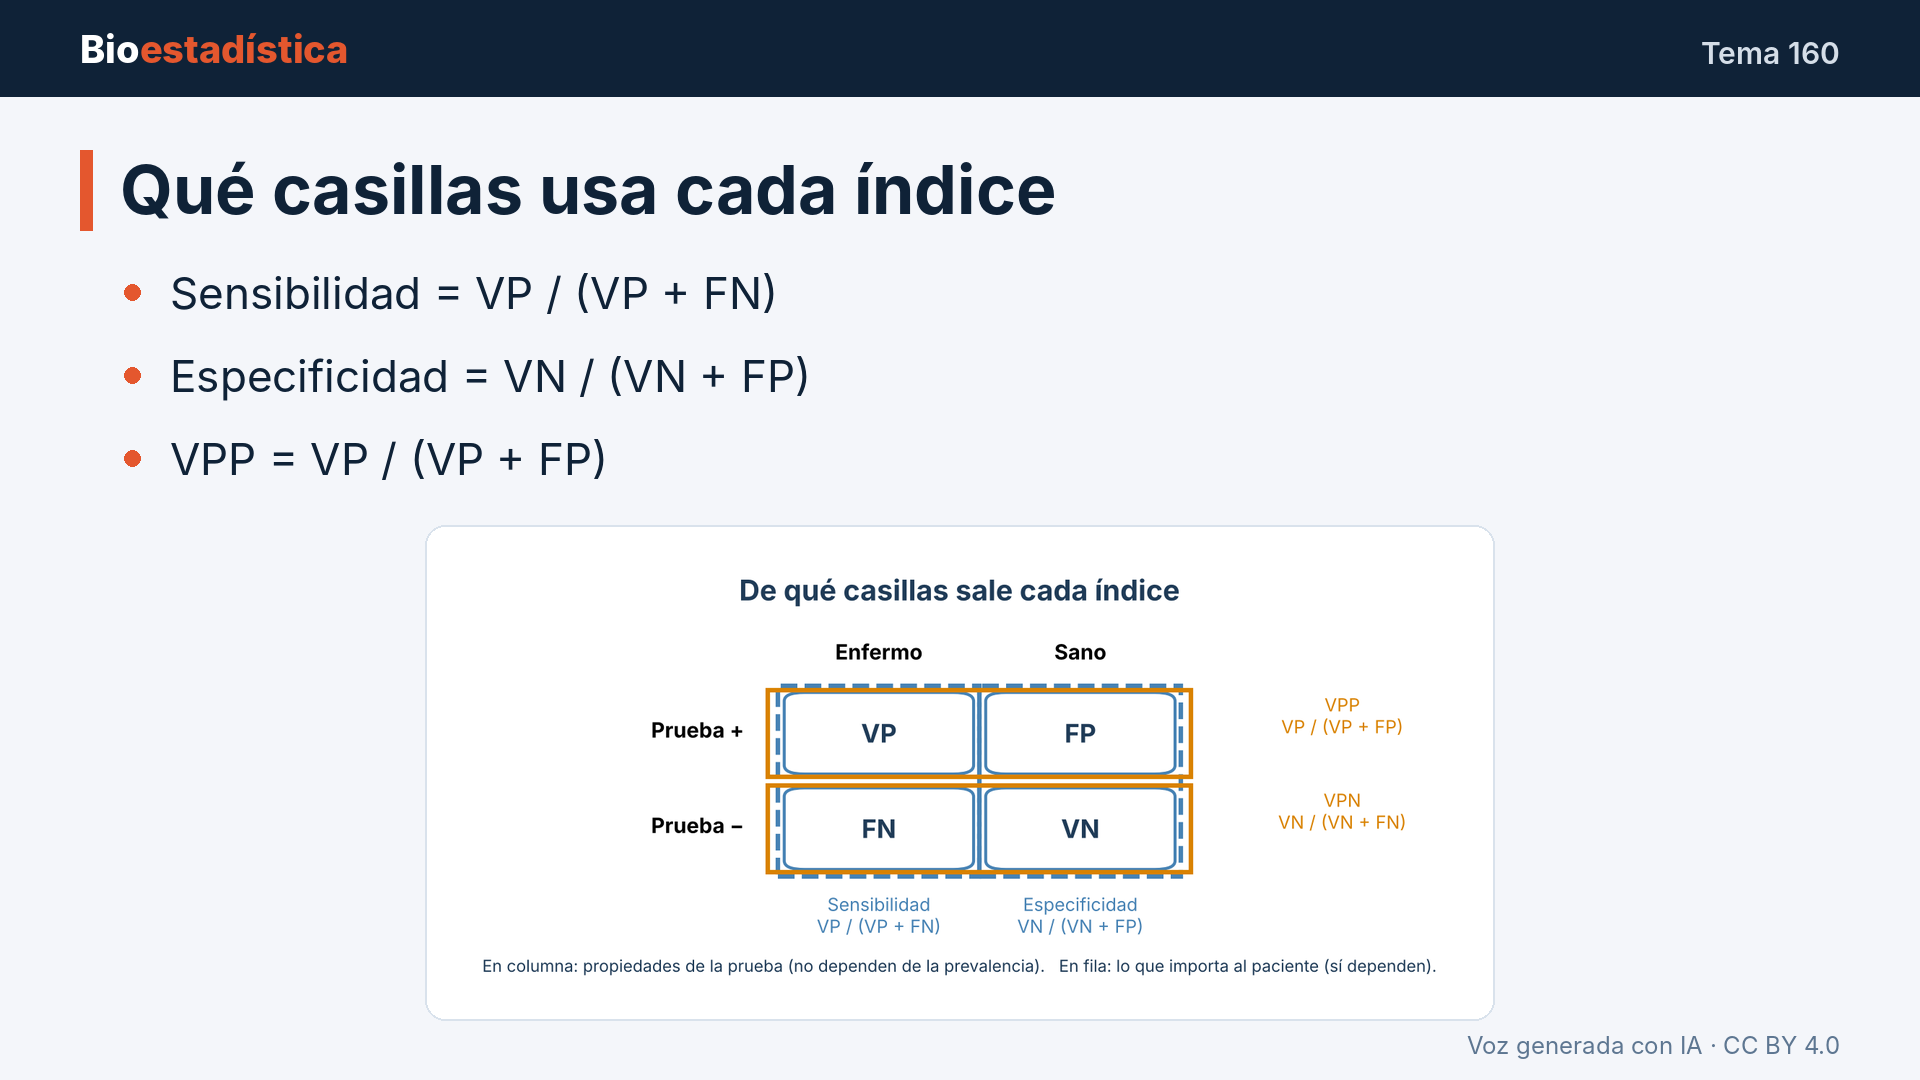 Bioestadística
Tema 160
Qué casillas usa cada índice
Sensibilidad = VP / (VP + FN)
Especificidad = VN / (VN + FP)
VPP = VP / (VP + FP)
De qué casillas sale cada índice
Enfermo Sano
Prueba + VP FP
VPP
VP / (VP + FP)
Prueba − FN VN
VPN
VN / (VN + FN)
Sensibilidad
VP / (VP + FN)
Especificidad
VN / (VN + FP)
En columna: propiedades de la prueba (no dependen de la prevalencia). En fila: lo que importa al paciente (sí dependen).
Voz generada con IA · CC BY 4.0